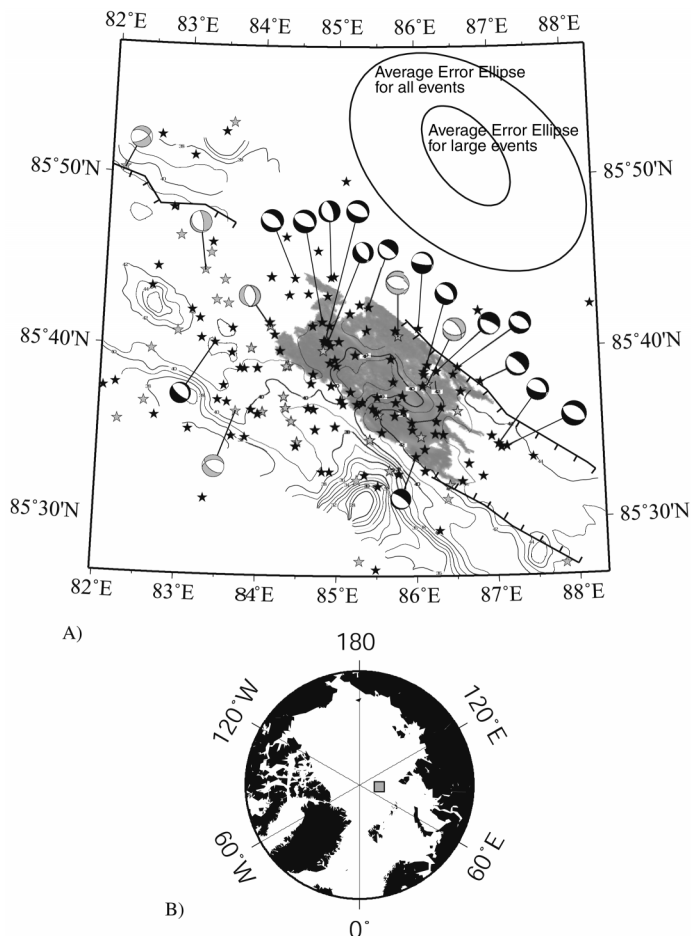 82°E 83°E 84°E 85°E 86°E 87°E 88°E
Average Error Ellipse
for all events
Average Error Ellipse
for large events
85°50'N 85°50'N
85°40'N 85°40'N
85°30'N 85°30'N
82°E 83°E 84°E 85°E 86°E 87°E 88°E
A)
180
120°W 120°E
60°W 60°E
B)
0°